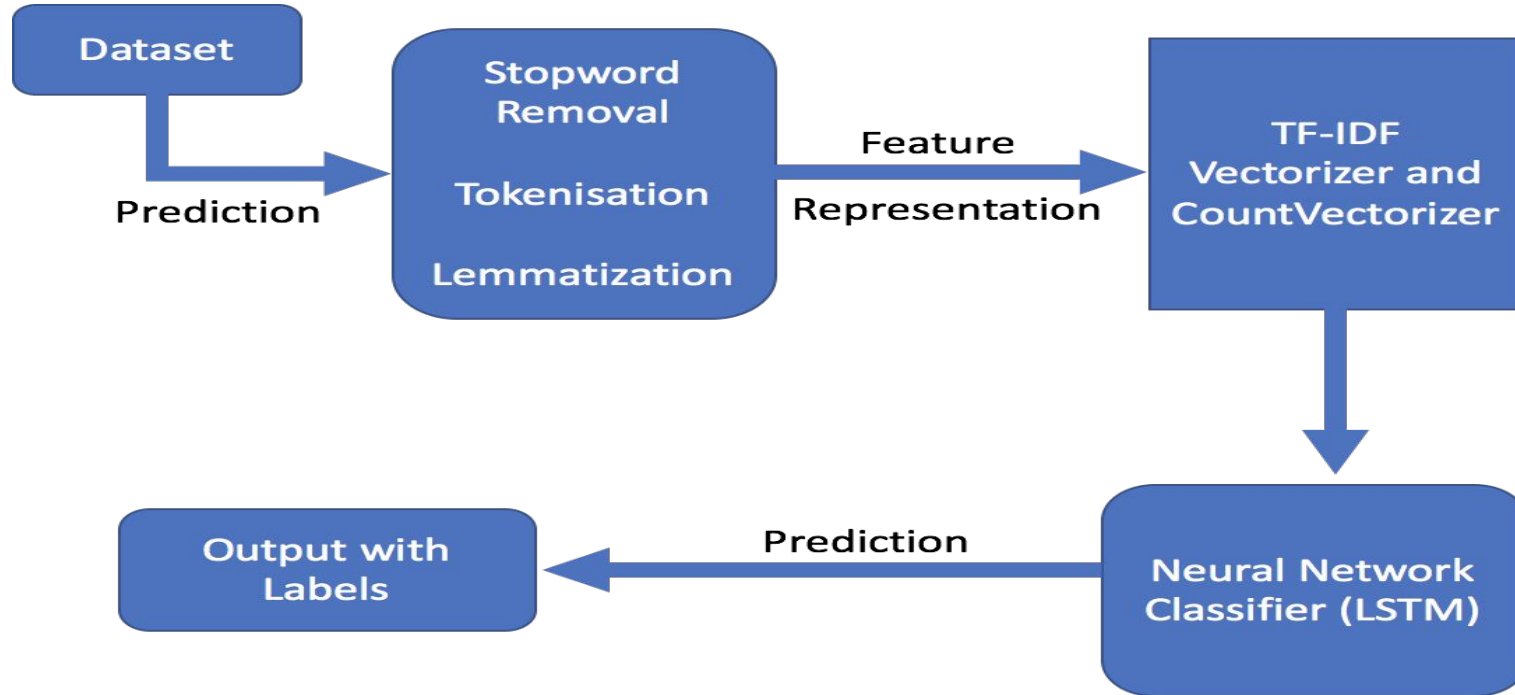 Dataset
Prediction
Stopword
Removal
Tokenisation
Lemmatization
Feature
Representation
TF-IDF
Vectorizer and
CountVectorizer
Neural Network
Classifier (LSTM)
Prediction
Output with
Labels